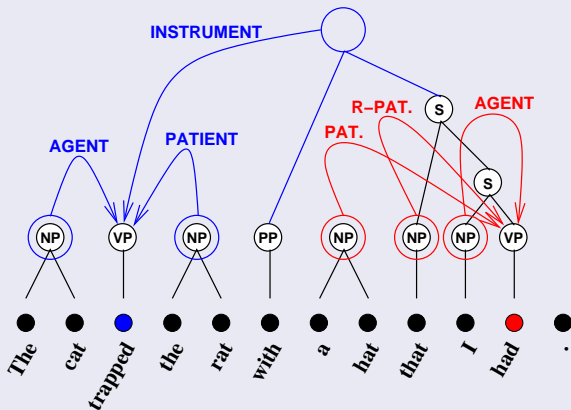 INSTRUMENT
S
R-PAT.
AGENT
PAT.
AGENT
PATIENT
S
NP
VP
NP
PP
NP
NP
NP
VP
The cat trapped the rat with a hat that I had .